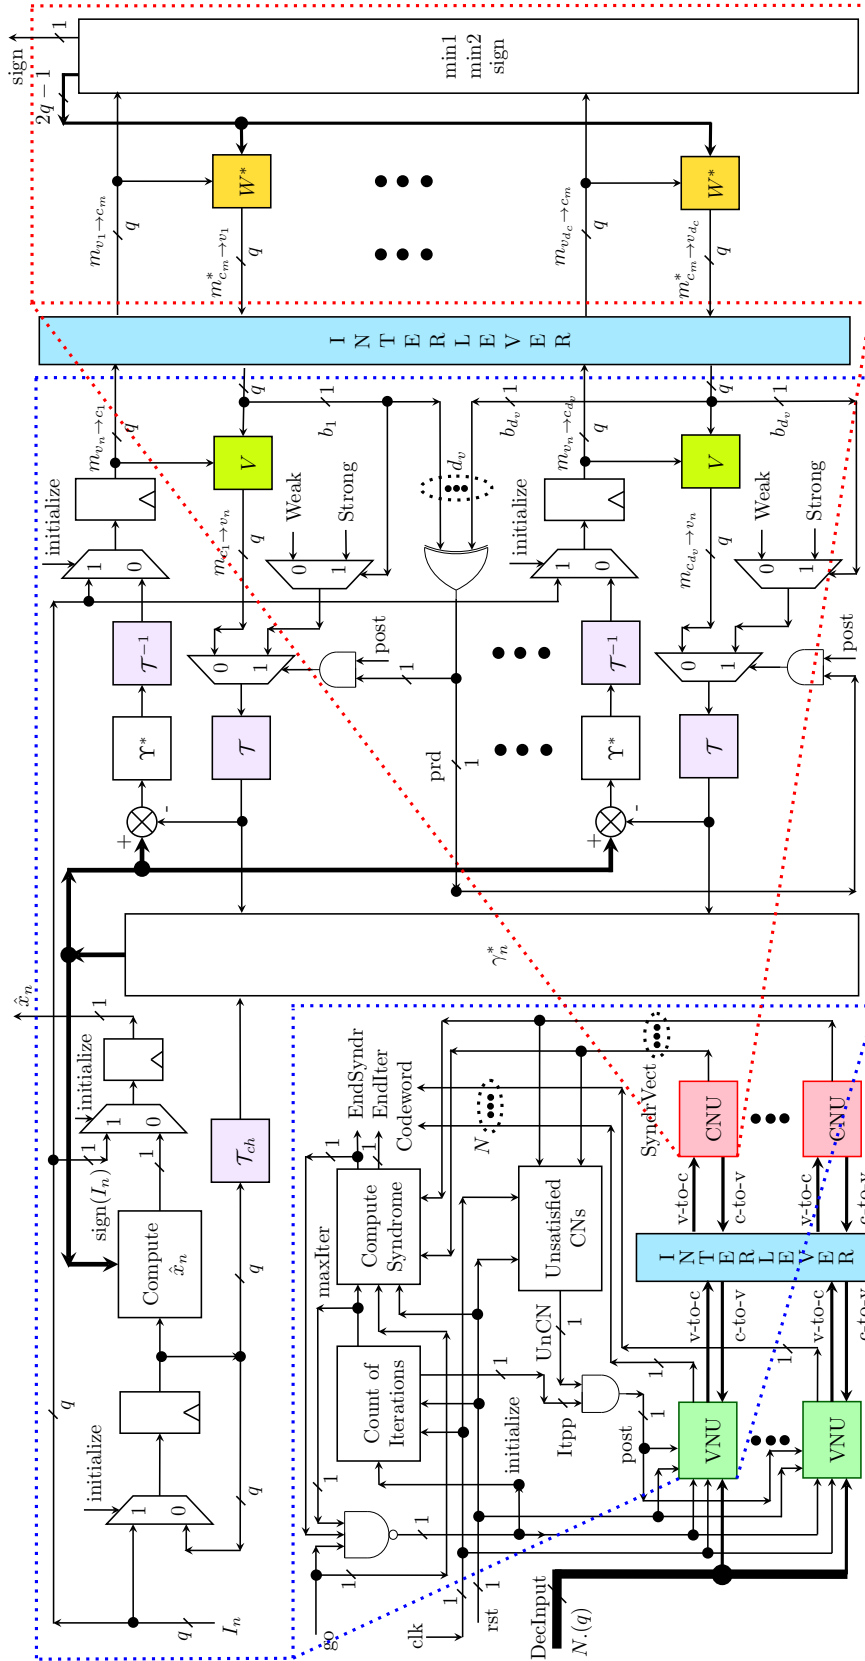 sign
1
2q − 1
min1
min2
sign
m_{v_1→c_m}
q
W*
m*_{c_m→v_1}
q
m_{v_{d_c}→c_m}
q
W*
m*_{c_m→v_{d_c}}
q
INTERLEVER
m_{v_n→c_1}
q
q
1
b_1
initialize
1
0
V
m_{c_1→v_n}
q
Weak
Strong
0
1
d_v
m_{v_n→c_{d_v}}
q
b_{d_v}
1
q
1
b_{d_v}
initialize
1
0
V
m_{c_{d_v}→v_n}
q
Weak
Strong
0
1
𝒯^{−1}
ϒ*
0
1
𝒯
post
1
prd
1
+
-
𝒯^{−1}
ϒ*
0
1
𝒯
post
+
-
γ*_n
x̂_n
1
initialize
1
0
1
1
sign(I_n)
Compute
x̂_n
𝒯_{ch}
q
q
initialize
1
0
q
q
I_n
EndSyndr
EndIter
Codeword
N
SyndrVect
1
1
maxIter
Compute
Syndrome
Unsatisfied
CNs
UnCN
1
Count of
Iterations
1
Itpp
post
1
1
1
initialize
1
1
go
1
clk
1
rst
1
DecInput
N.(q)
VNU
VNU
v-to-c
c-to-v
v-to-c
c-to-v
INTERLEVER
v-to-c
c-to-v
v-to-c
c-to-v
CNU
CNU